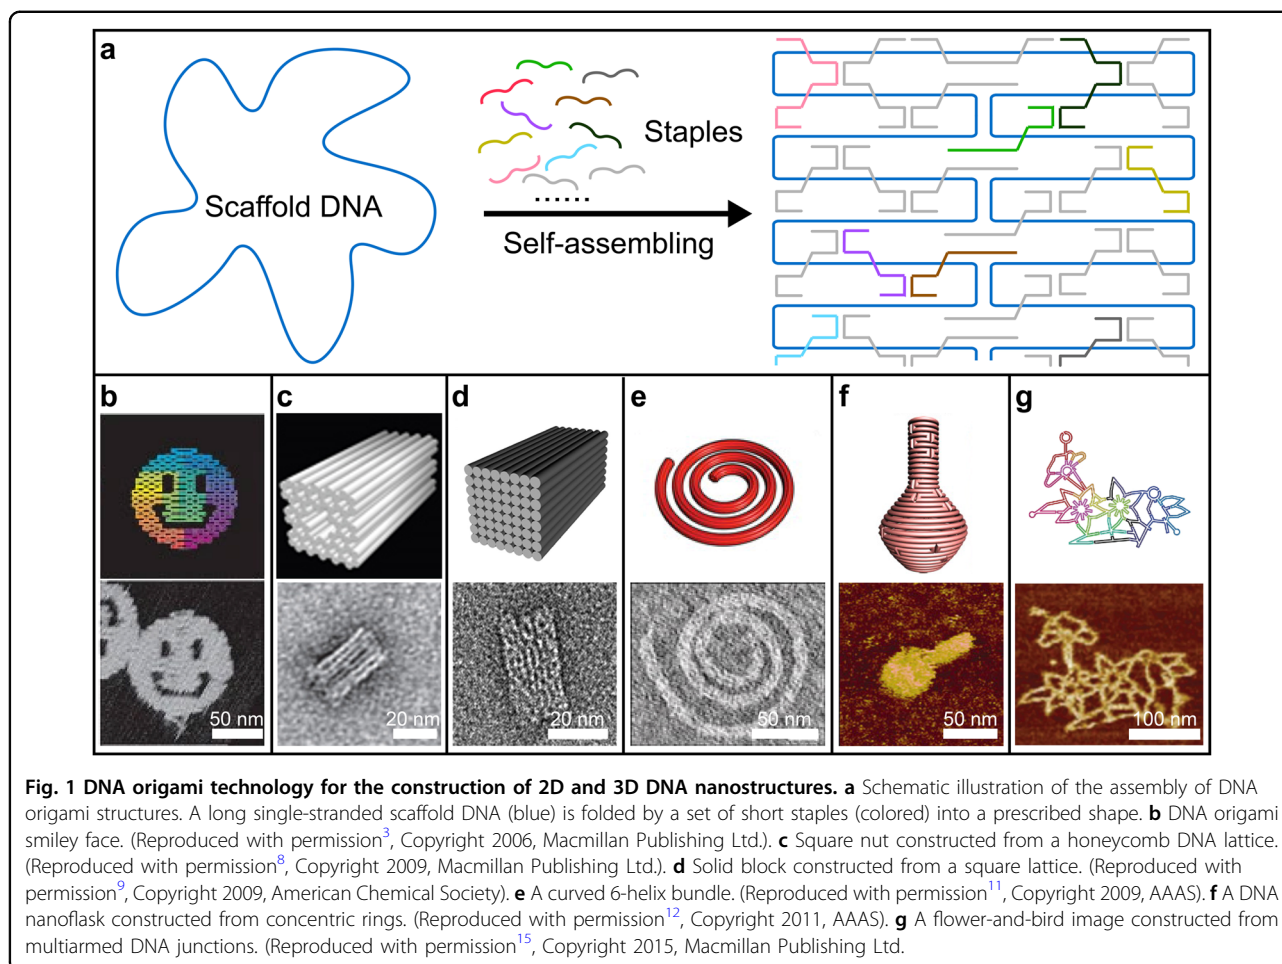 a
Scaffold DNA
Staples
......
Self-assembling
b
c
d
e
f
g
50 nm
20 nm
20 nm
50 nm
50 nm
100 nm
Fig. 1 DNA origami technology for the construction of 2D and 3D DNA nanostructures. a Schematic illustration of the assembly of DNA
origami structures. A long single-stranded scaffold DNA (blue) is folded by a set of short staples (colored) into a prescribed shape. b DNA origami
smiley face. (Reproduced with permission3, Copyright 2006, Macmillan Publishing Ltd.). c Square nut constructed from a honeycomb DNA lattice.
(Reproduced with permission8, Copyright 2009, Macmillan Publishing Ltd.). d Solid block constructed from a square lattice. (Reproduced with
permission9, Copyright 2009, American Chemical Society). e A curved 6-helix bundle. (Reproduced with permission11, Copyright 2009, AAAS). f A DNA
nanoflask constructed from concentric rings. (Reproduced with permission12, Copyright 2011, AAAS). g A flower-and-bird image constructed from
multiarmed DNA junctions. (Reproduced with permission15, Copyright 2015, Macmillan Publishing Ltd.